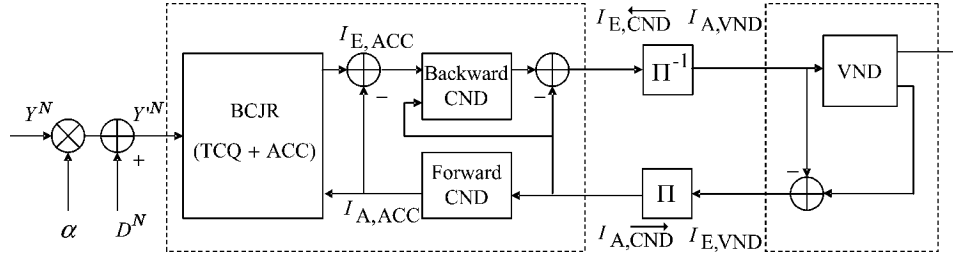 I_{E,\overleftarrow{CND}} I_{A,VND}
I_{E,ACC}
Y^N
Y'^N
+
α
D^N
BCJR
(TCQ + ACC)
−
Backward
CND
−
Π^{-1}
VND
−
Forward
CND
Π
I_{A,ACC}
I_{A,\overrightarrow{CND}} I_{E,VND}